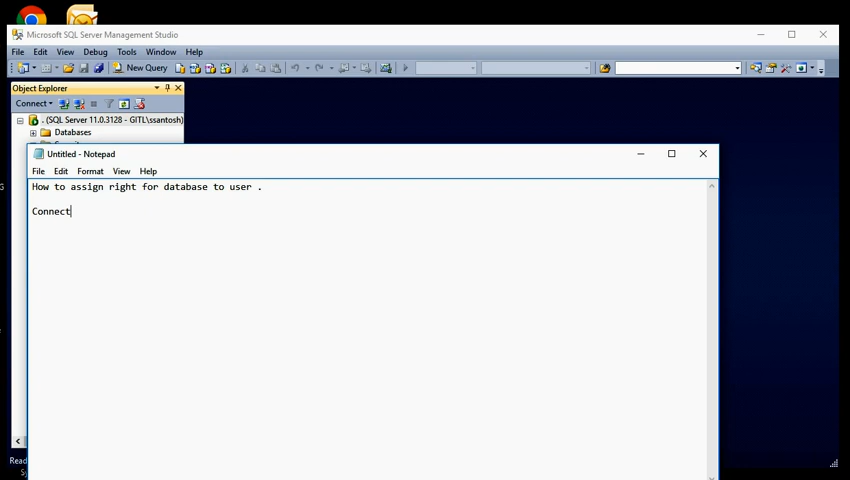 Microsoft SQL Server Management Studio
File Edit View Debug Tools Window Help
New Query
Object Explorer
Connect
. (SQL Server 11.0.3128 - GITL\ssantosh)
Databases
Untitled - Notepad
File Edit Format View Help
How to assign right for database to user .
Connect